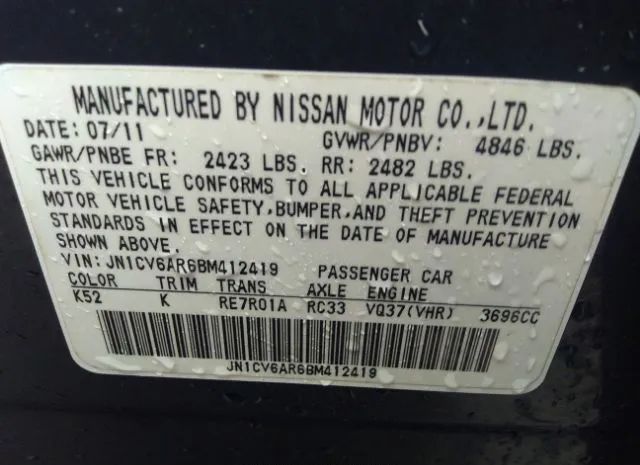 MANUFACTURED BY NISSAN MOTOR CO.,LTD.
DATE: 07/11 GVWR/PNBV: 4846 LBS.
GAWR/PNBE FR: 2423 LBS. RR: 2482 LBS.
THIS VEHICLE CONFORMS TO ALL APPLICABLE FEDERAL
MOTOR VEHICLE SAFETY,BUMPER,AND THEFT PREVENTION
STANDARDS IN EFFECT ON THE DATE OF MANUFACTURE
SHOWN ABOVE.
VIN: JN1CV6AR6BM412419 PASSENGER CAR
COLOR TRIM TRANS AXLE ENGINE
K52 K RE7R01A RC33 VQ37(VHR) 3696CC
JN1CV6AR6BM412419